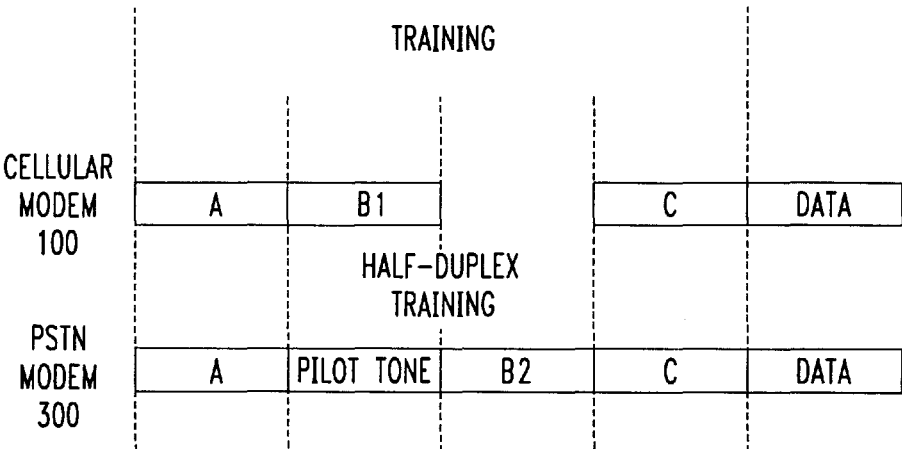 TRAINING
CELLULAR
MODEM
100
A
B1
C
DATA
HALF-DUPLEX
TRAINING
PSTN
MODEM
300
A
PILOT TONE
B2
C
DATA